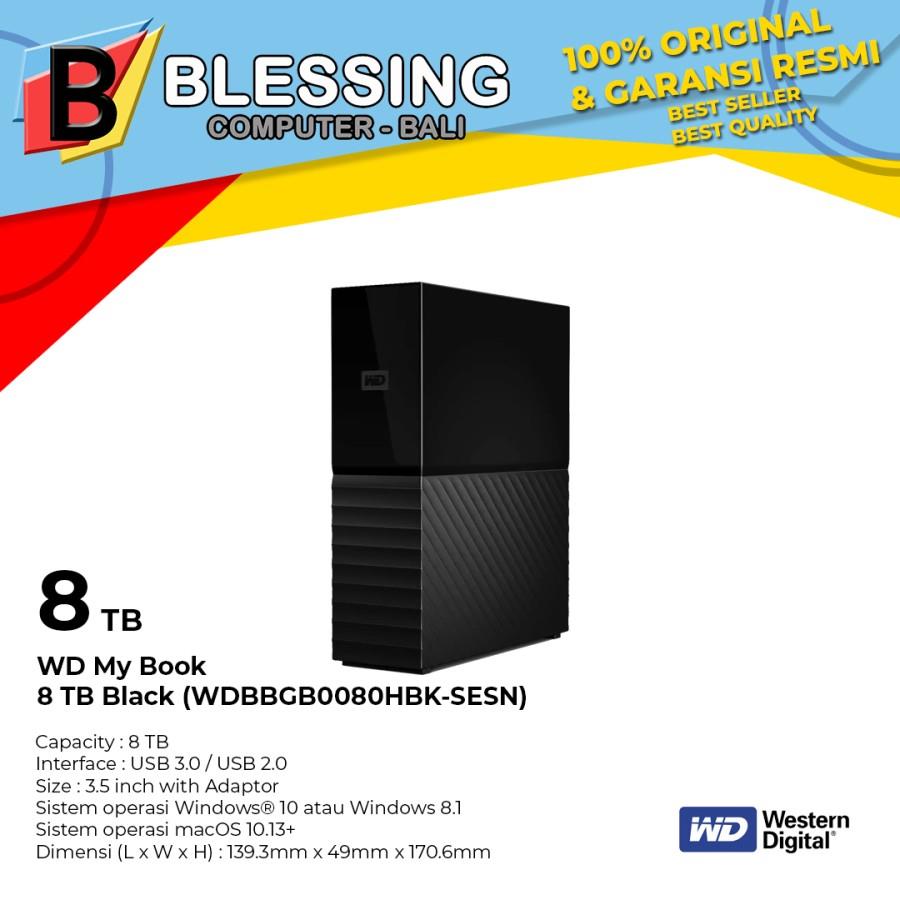 B
BLESSING
COMPUTER - BALI
100% ORIGINAL
& GARANSI RESMI
BEST SELLER
BEST QUALITY
WD
8 TB
WD My Book
8 TB Black (WDBBGB0080HBK-SESN)
Capacity : 8 TB
Interface : USB 3.0 / USB 2.0
Size : 3.5 inch with Adaptor
Sistem operasi Windows® 10 atau Windows 8.1
Sistem operasi macOS 10.13+
Dimensi (L x W x H) : 139.3mm x 49mm x 170.6mm
WD Western
Digital®